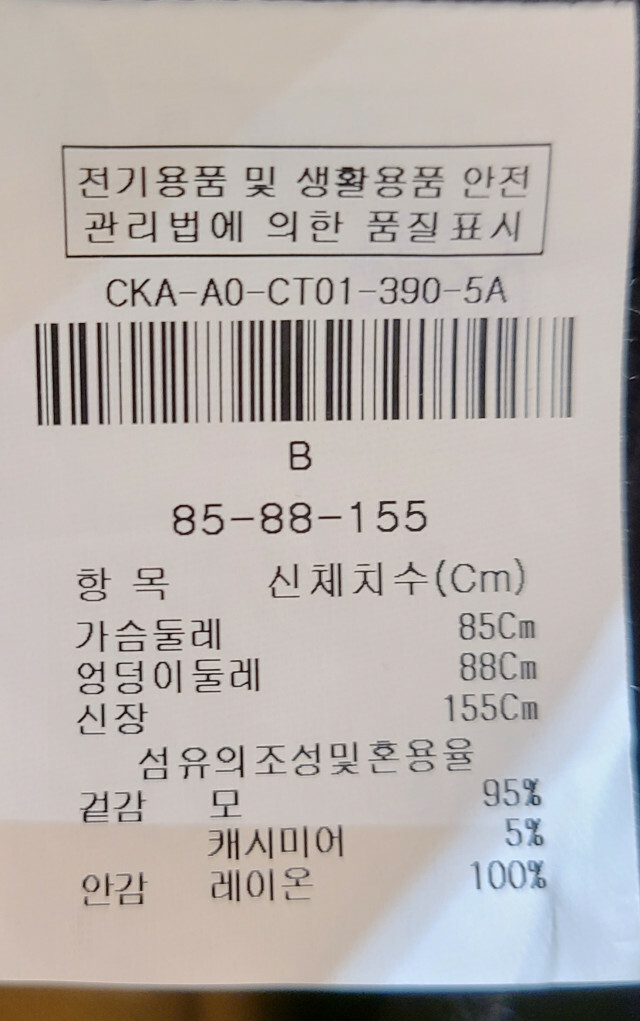 전기용품 및 생활용품 안전
관리법에 의한 품질표시
CKA-A0-CT01-390-5A
B
85-88-155
항 목 신체치수(Cm)
가슴둘레 85Cm
엉덩이둘레 88Cm
신장 155Cm
섬유의조성및혼용율
겉감 모 95%
캐시미어 5%
안감 레이온 100%